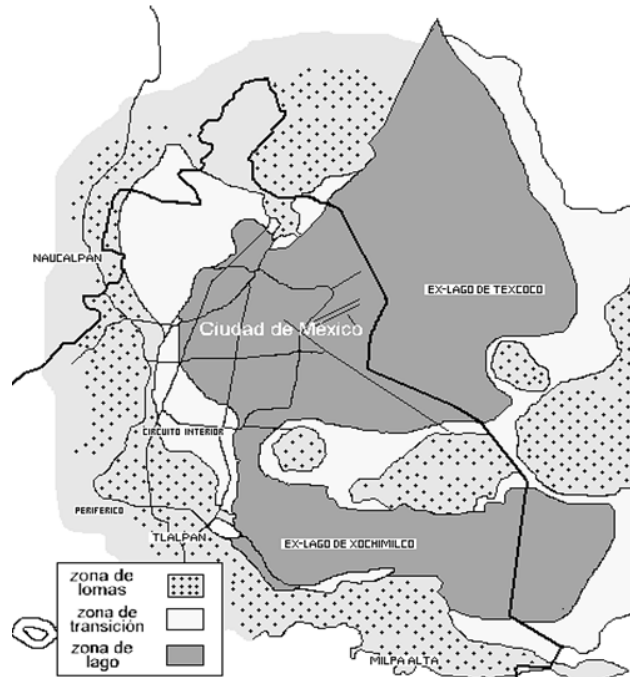 NAUCALPAN
EX-LAGO DE TEXCOCO
Ciudad de México
CIRCUITO INTERIOR
PERIFERICO
TLALPAN
EX-LAGO DE XOCHIMILCO
MILPA ALTA
zona de
lomas
zona de
transición
zona de
lago